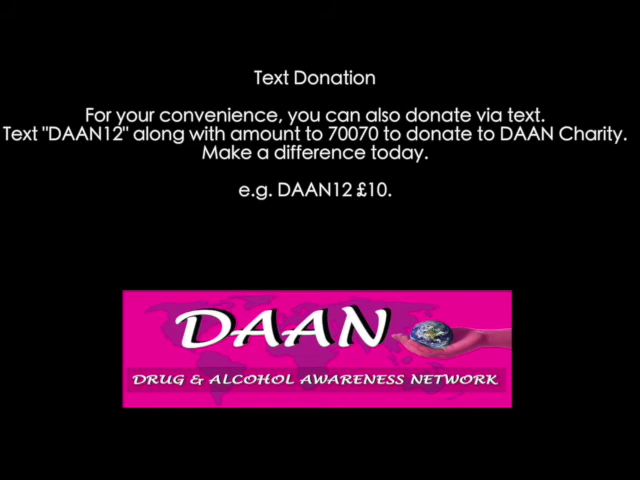 Text Donation
For your convenience, you can also donate via text.
Text "DAAN12" along with amount to 70070 to donate to DAAN Charity.
Make a difference today.
e.g. DAAN12 £10.
DAAN
DRUG & ALCOHOL AWARENESS NETWORK